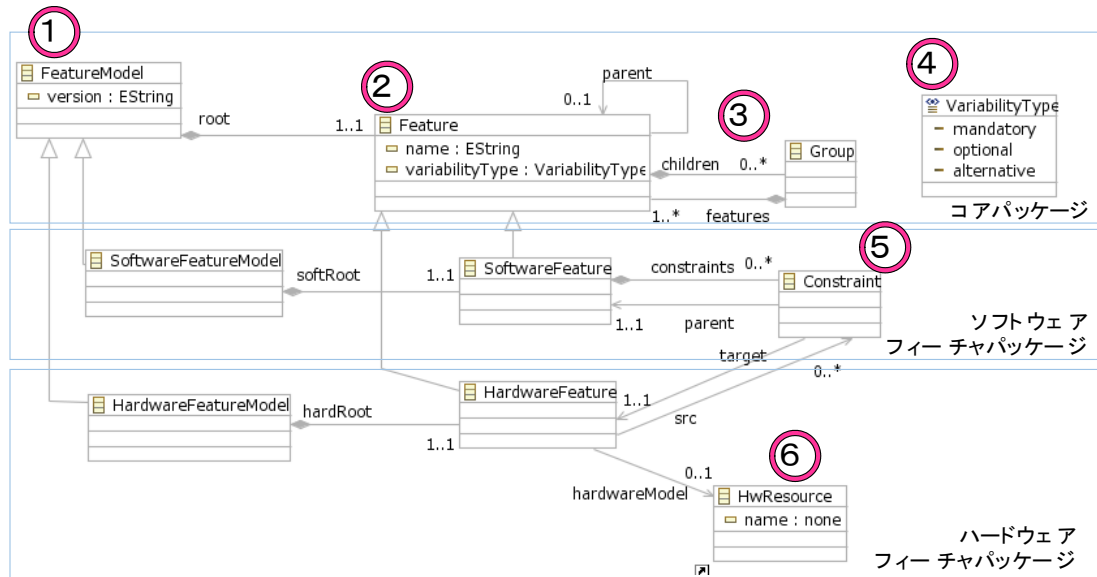 ①
FeatureModel
version : EString
root
1..1
②
Feature
name : EString
variabilityType : VariabilityType
parent
0..1
③
children
0..*
Group
1..*
features
④
VariabilityType
mandatory
optional
alternative
コアパッケージ
SoftwareFeatureModel
softRoot
1..1
SoftwareFeature
constraints
0..*
⑤
Constraint
1..1
parent
ソフトウェア
フィーチャパッケージ
target
0..*
HardwareFeatureModel
hardRoot
1..1
HardwareFeature
1..1
src
0..1
hardwareModel
⑥
HwResource
name : none
ハードウェア
フィーチャパッケージ